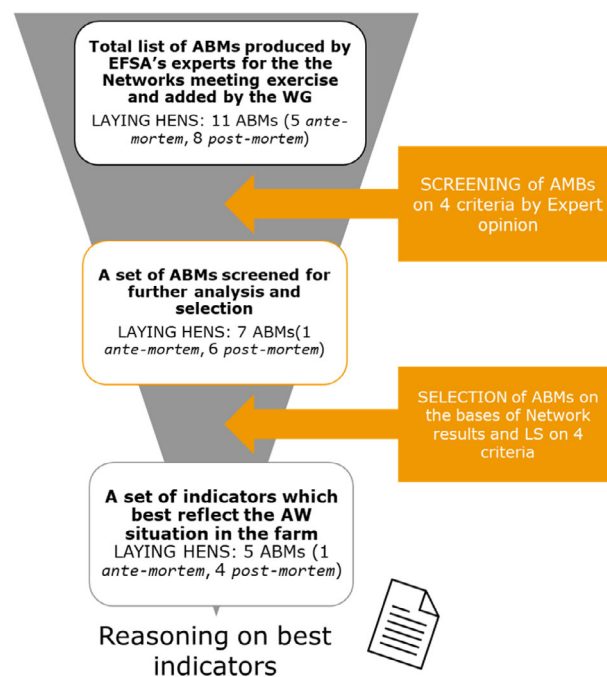 Total list of ABMs produced by
EFSA's experts for the the
Networks meeting exercise
and added by the WG
LAYING HENS: 11 ABMs (5 ante-
mortem, 8 post-mortem)
SCREENING of AMBs
on 4 criteria by Expert
opinion
A set of ABMs screened for
further analysis and
selection
LAYING HENS: 7 ABMs(1
ante-mortem, 6 post-mortem)
SELECTION of ABMs on
the bases of Network
results and LS on 4
criteria
A set of indicators which
best reflect the AW
situation in the farm
LAYING HENS: 5 ABMs (1
ante-mortem, 4 post-mortem)
Reasoning on best
indicators